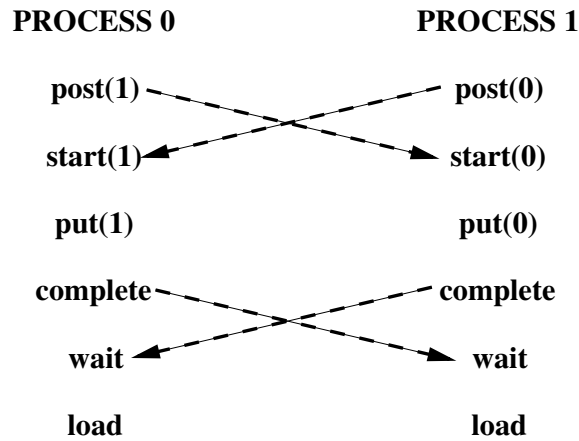 PROCESS 0 PROCESS 1
post(1) post(0)
start(1) start(0)
put(1) put(0)
complete complete
wait wait
load load